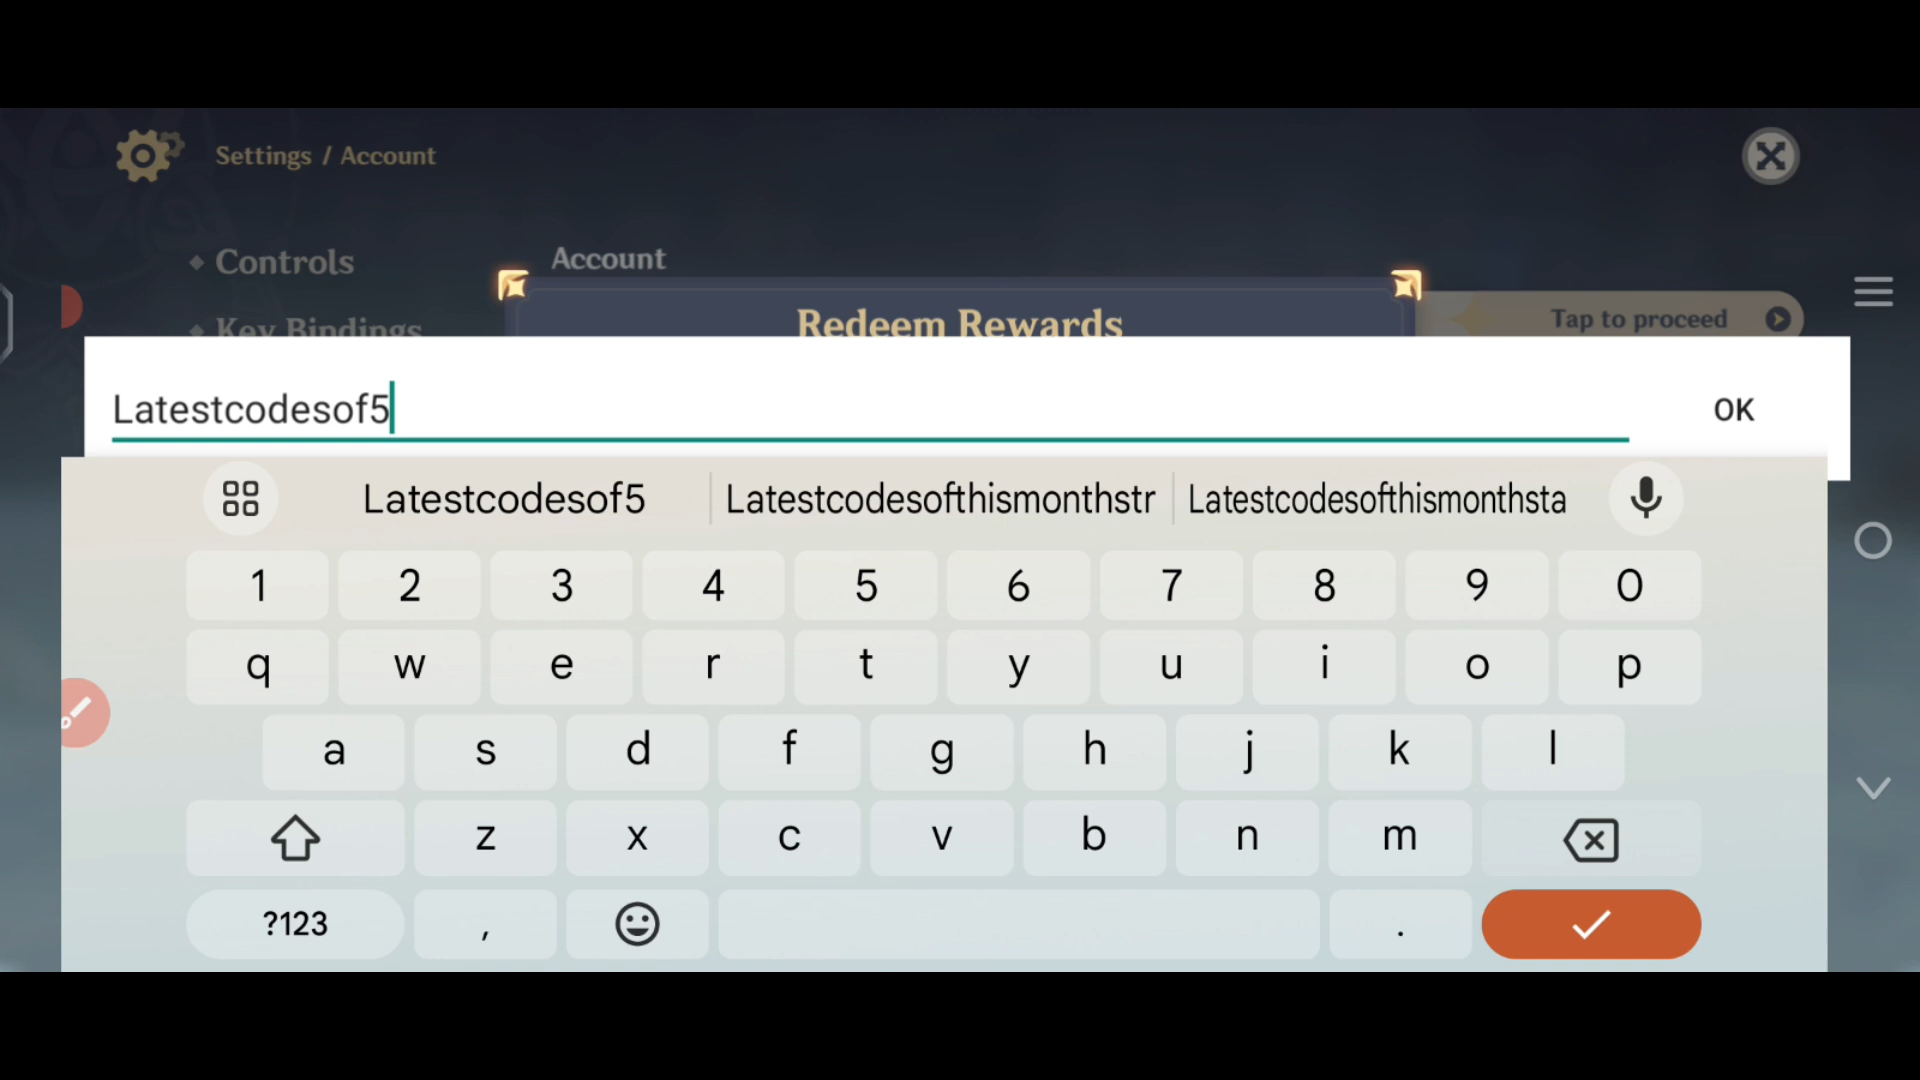 Settings / Account
Controls
Account
Key Bindings
Redeem Rewards
Tap to proceed
Latestcodesof5
OK
Latestcodesof5 Latestcodesofthismonthstr Latestcodesofthismonthsta
1 2 3 4 5 6 7 8 9 0
q w e r t y u i o p
a s d f g h j k l
z x c v b n m
?123 , .